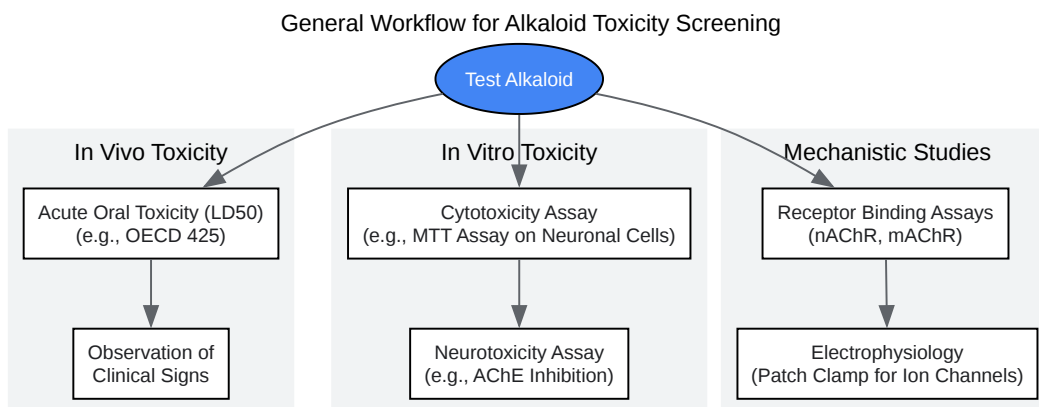 General Workflow for Alkaloid Toxicity Screening
Test Alkaloid
In Vivo Toxicity
Acute Oral Toxicity (LD50)
(e.g., OECD 425)
Observation of
Clinical Signs
In Vitro Toxicity
Cytotoxicity Assay
(e.g., MTT Assay on Neuronal Cells)
Neurotoxicity Assay
(e.g., AChE Inhibition)
Mechanistic Studies
Receptor Binding Assays
(nAChR, mAChR)
Electrophysiology
(Patch Clamp for Ion Channels)